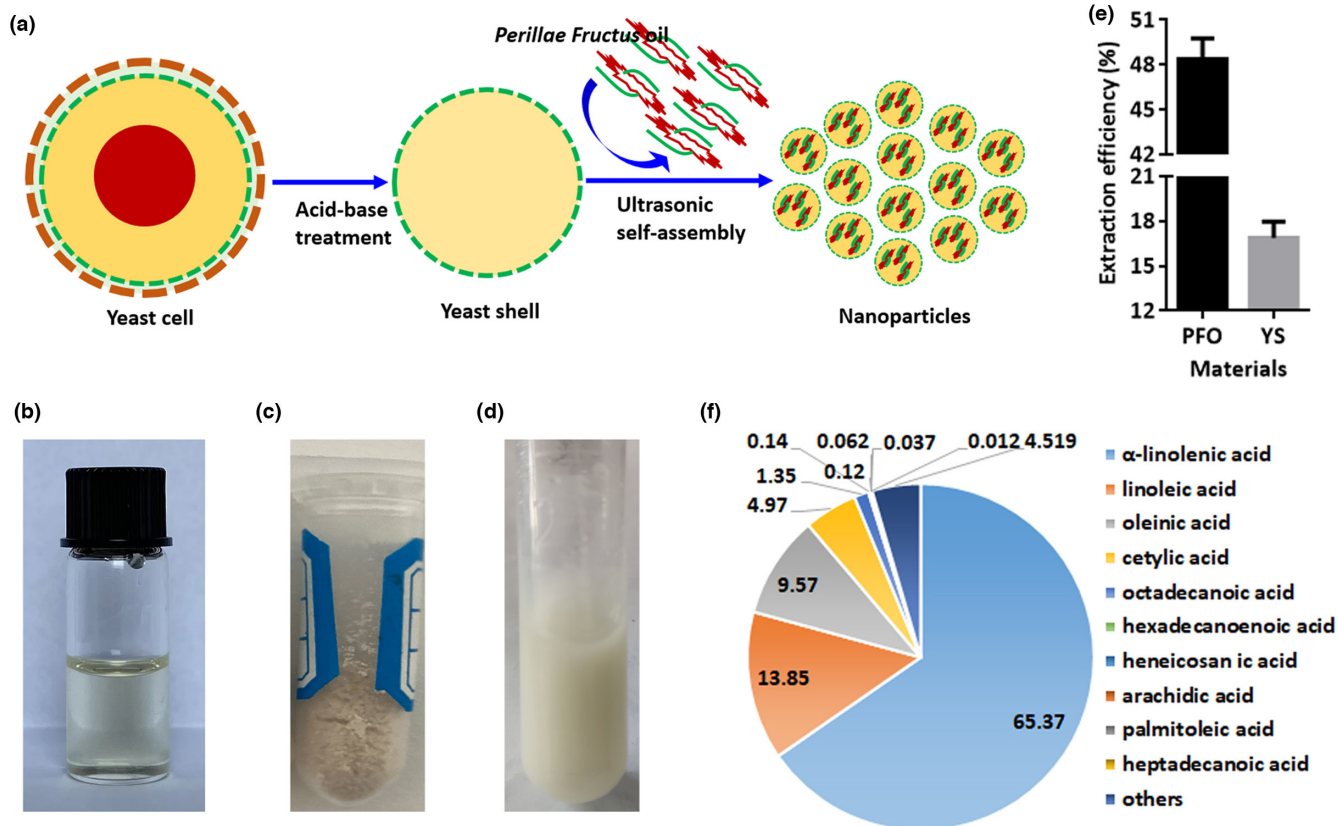 (a)
Perillae Fructus oil
Acid-base
treatment
Ultrasonic
self-assembly
Yeast cell
Yeast shell
Nanoparticles
(e)
Extraction efficiency (%)
51
48
45
42
21
18
15
12
PFO
YS
Materials
(b)
(c)
(d)
(f)
0.14
0.062
0.037
0.012
4.519
1.35
0.12
4.97
9.57
13.85
65.37
α-linolenic acid
linoleic acid
oleinic acid
cetylic acid
octadecanoic acid
hexadecanoenoic acid
heneicosan ic acid
arachidic acid
palmitoleic acid
heptadecanoic acid
others